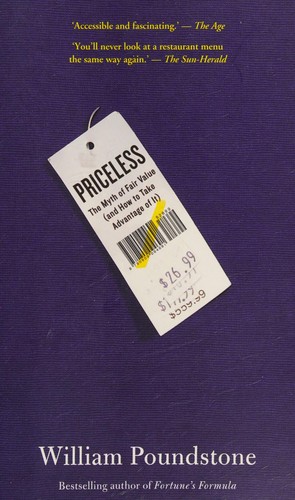 ‘Accessible and fascinating.’ — The Age
‘You’ll never look at a restaurant menu
the same way again.’ — The Sun-Herald
PRICELESS
The Myth of Fair Value
(and How to Take
Advantage of It)
$26.99
William Poundstone
Bestselling author of Fortune’s Formula